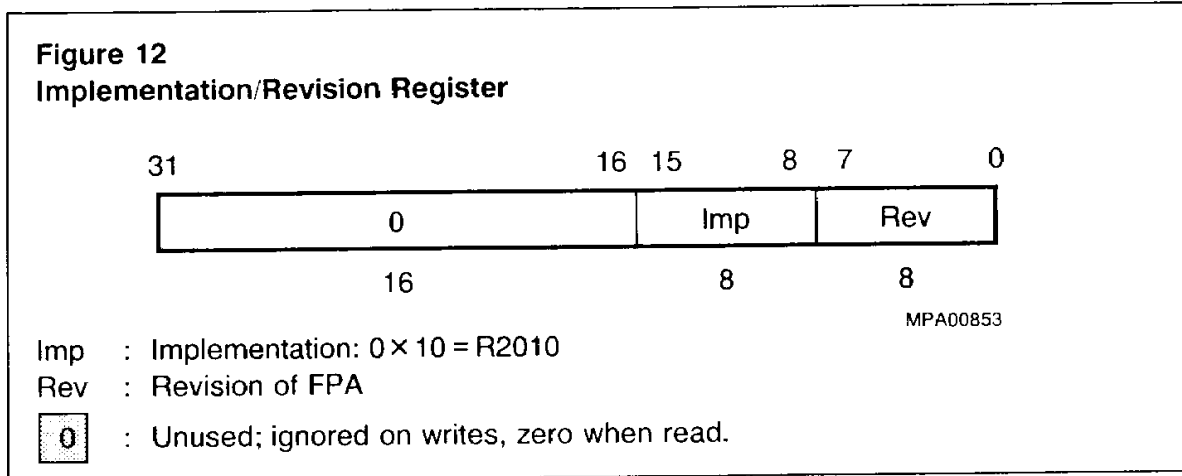 Figure 12
Implementation/Revision Register
31 16 15 8 7 0
0 Imp Rev
16 8 8
MPA00853
Imp : Implementation: 0 × 10 = R2010
Rev : Revision of FPA
0 : Unused; ignored on writes, zero when read.